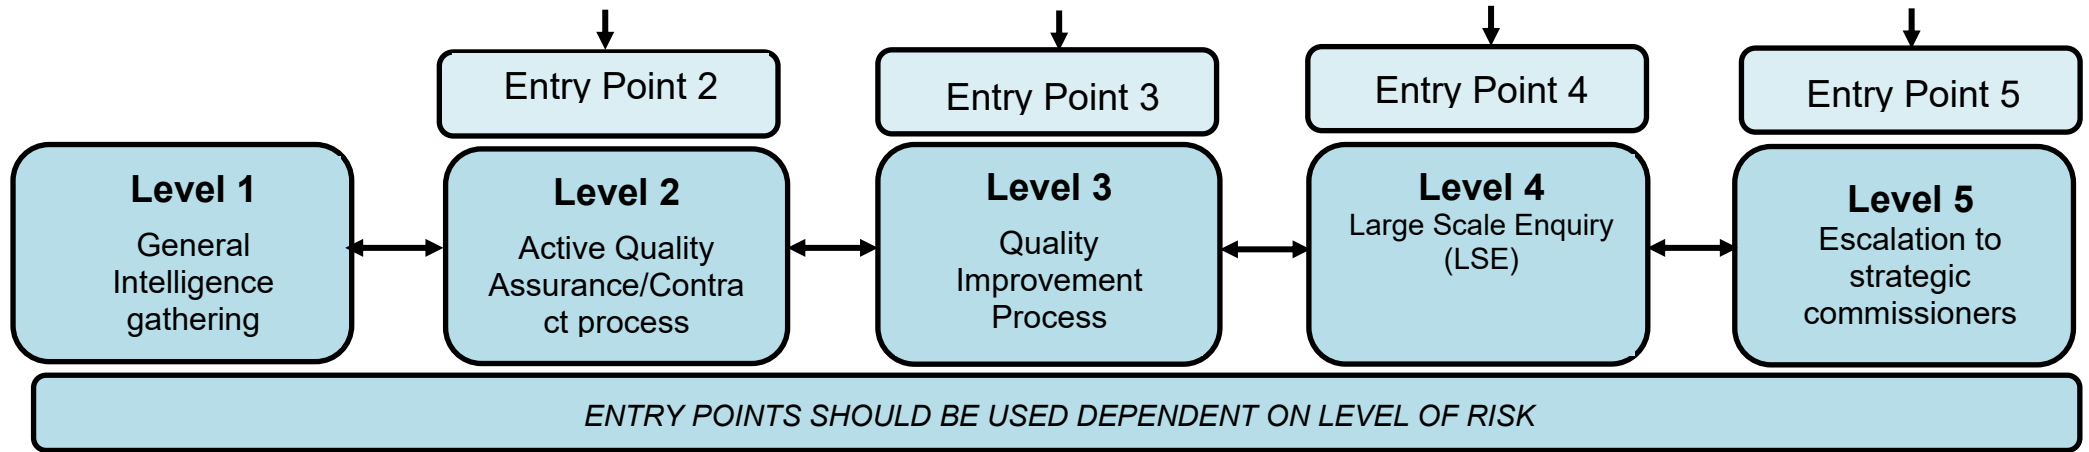 Entry Point 2
Entry Point 3
Entry Point 4
Entry Point 5
Level 1
General
Intelligence
gathering
Level 2
Active Quality
Assurance/Contra
ct process
Level 3
Quality
Improvement
Process
Level 4
Large Scale Enquiry
(LSE)
Level 5
Escalation to
strategic
commissioners
ENTRY POINTS SHOULD BE USED DEPENDENT ON LEVEL OF RISK